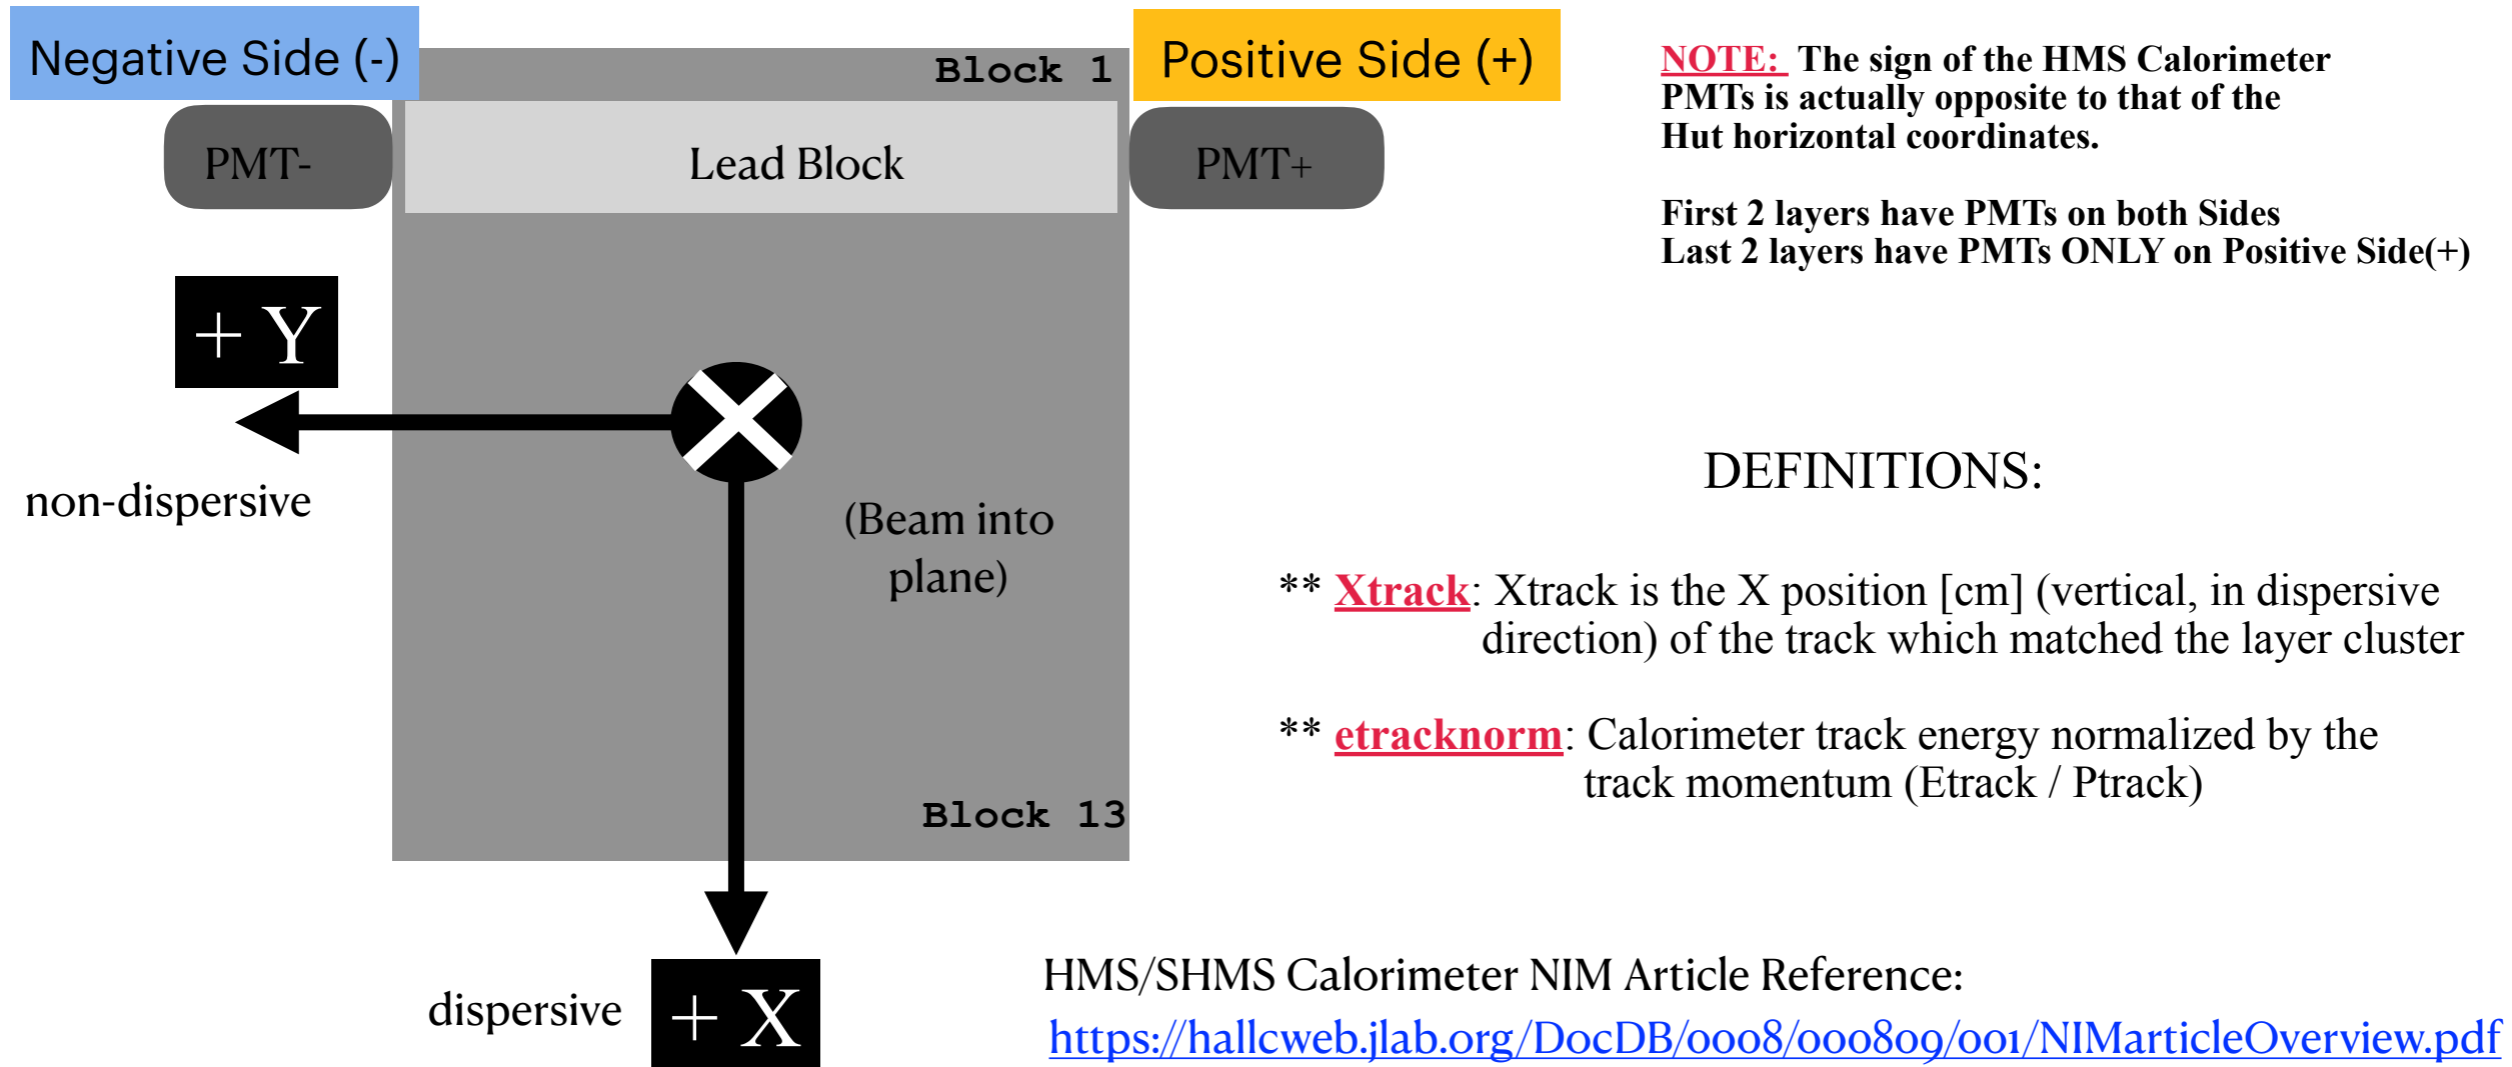 Negative Side (-)
Block 1
Positive Side (+)
NOTE: The sign of the HMS Calorimeter
PMTs is actually opposite to that of the
Hut horizontal coordinates.
PMT-
Lead Block
PMT+
First 2 layers have PMTs on both Sides
Last 2 layers have PMTs ONLY on Positive Side(+)
+ Y
non-dispersive
(Beam into
plane)
DEFINITIONS:
** Xtrack: Xtrack is the X position [cm] (vertical, in dispersive
direction) of the track which matched the layer cluster
** etracknorm: Calorimeter track energy normalized by the
track momentum (Etrack / Ptrack)
Block 13
dispersive
+ X
HMS/SHMS Calorimeter NIM Article Reference:
https://hallcweb.jlab.org/DocDB/0008/000809/001/NIMarticleOverview.pdf